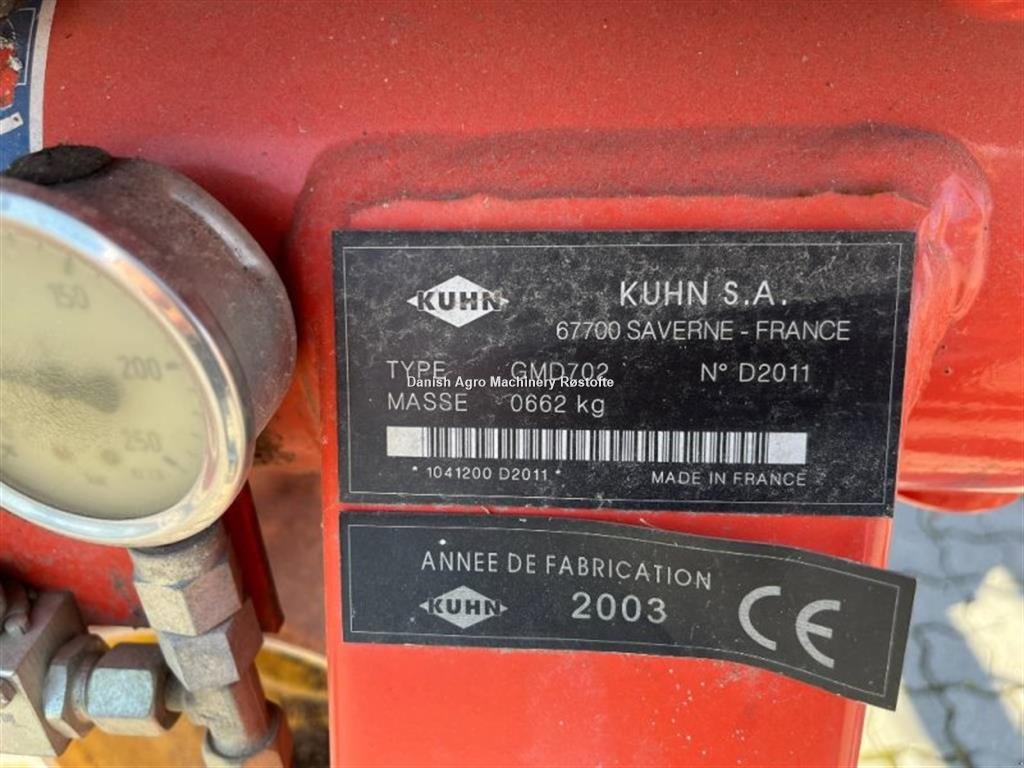 KUHN
KUHN S.A.
67700 SAVERNE - FRANCE
TYPE GMD702 N° D2011
Danish Agro Machinery Røstofte
MASSE 0662 kg
* 1041200 D2011 * MADE IN FRANCE
ANNEE DE FABRICATION
KUHN 2003 CE
150
200
250